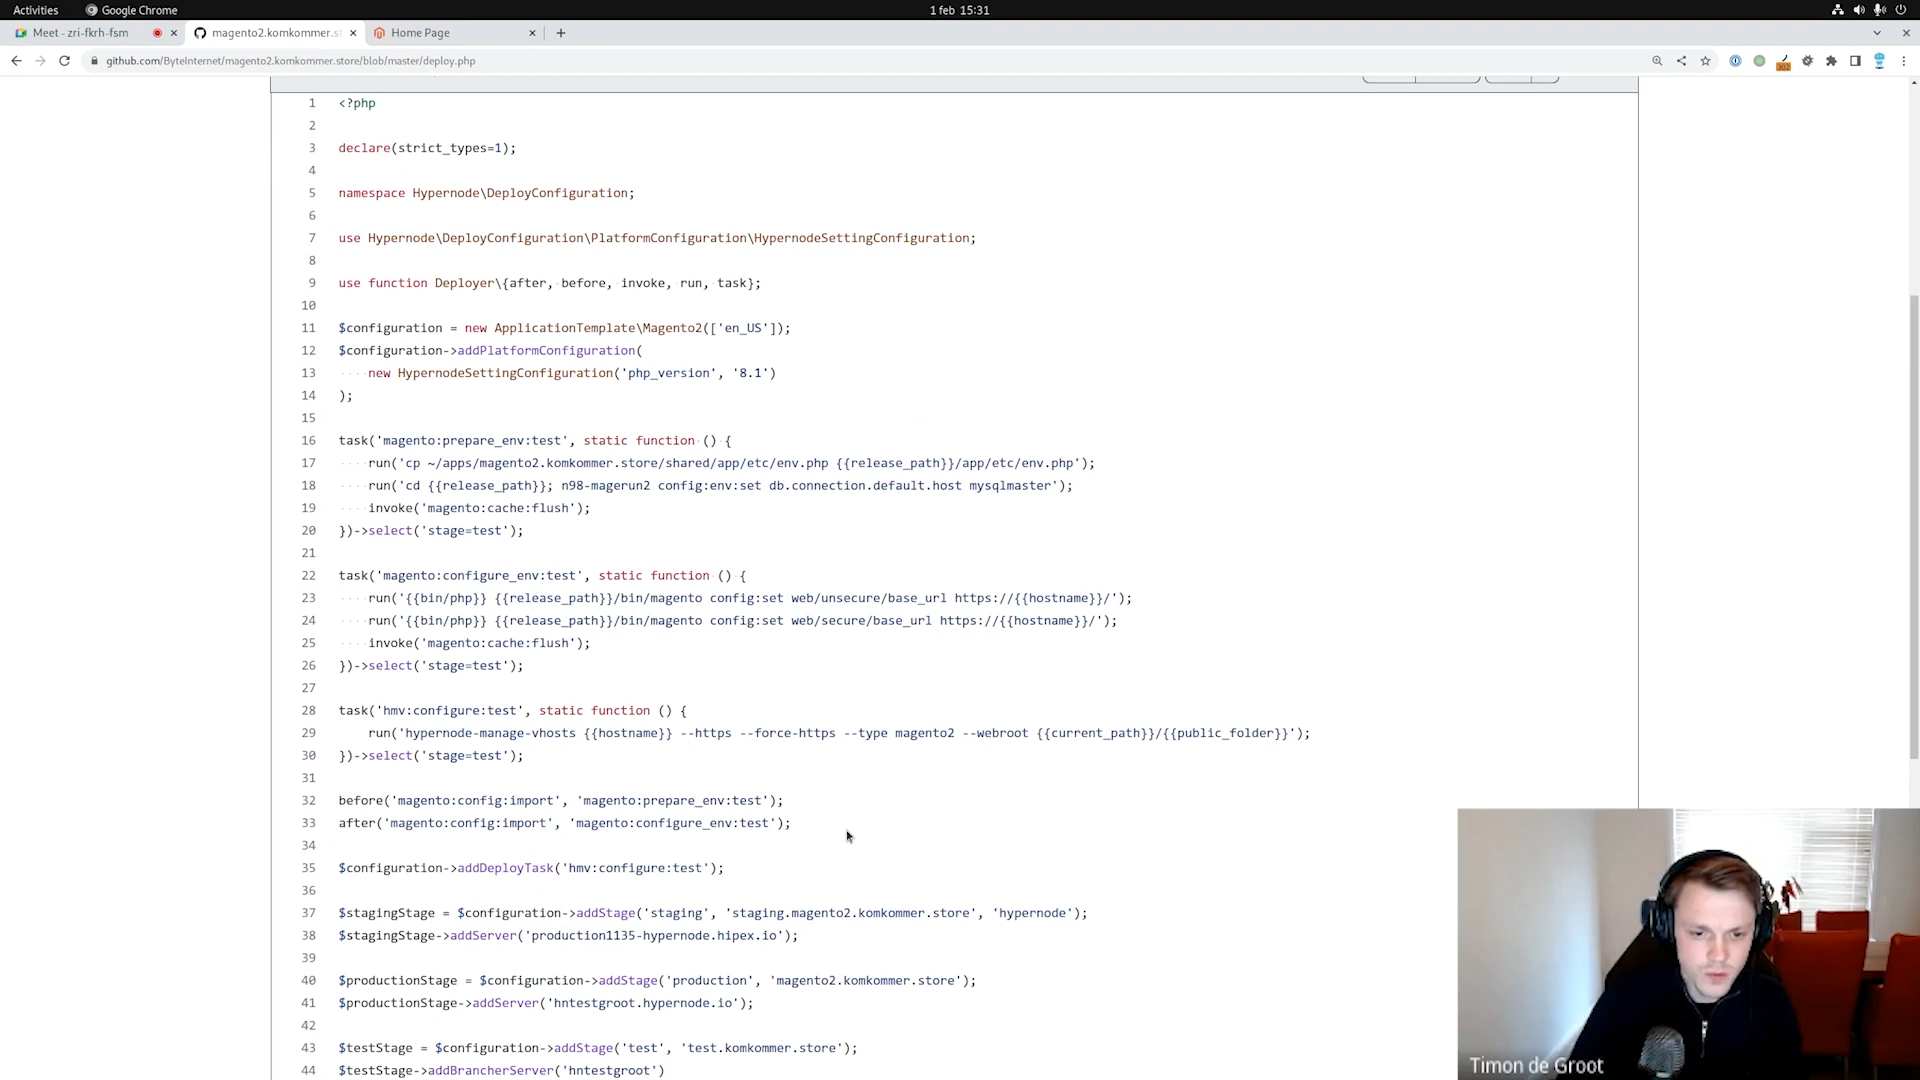 Activities
Google Chrome
1 feb 15:31
Meet - zri-fkrh-fsm
magento2.komkommer.st
Home Page
github.com/ByteInternet/magento2.komkommer.store/blob/master/deploy.php
302
1 <?php
2
3 declare(strict_types=1);
4
5 namespace Hypernode\DeployConfiguration;
6
7 use Hypernode\DeployConfiguration\PlatformConfiguration\HypernodeSettingConfiguration;
8
9 use function Deployer\{after, before, invoke, run, task};
10
11 $configuration = new ApplicationTemplate\Magento2(['en_US']);
12 $configuration->addPlatformConfiguration(
13 new HypernodeSettingConfiguration('php_version', '8.1')
14 );
15
16 task('magento:prepare_env:test', static function () {
17 run('cp ~/apps/magento2.komkommer.store/shared/app/etc/env.php {{release_path}}/app/etc/env.php');
18 run('cd {{release_path}}; n98-magerun2 config:env:set db.connection.default.host mysqlmaster');
19 invoke('magento:cache:flush');
20 })->select('stage=test');
21
22 task('magento:configure_env:test', static function () {
23 run('{{bin/php}} {{release_path}}/bin/magento config:set web/unsecure/base_url https://{{hostname}}/');
24 run('{{bin/php}} {{release_path}}/bin/magento config:set web/secure/base_url https://{{hostname}}/');
25 invoke('magento:cache:flush');
26 })->select('stage=test');
27
28 task('hmv:configure:test', static function () {
29 run('hypernode-manage-vhosts {{hostname}} --https --force-https --type magento2 --webroot {{current_path}}/{{public_folder}}');
30 })->select('stage=test');
31
32 before('magento:config:import', 'magento:prepare_env:test');
33 after('magento:config:import', 'magento:configure_env:test');
34
35 $configuration->addDeployTask('hmv:configure:test');
36
37 $stagingStage = $configuration->addStage('staging', 'staging.magento2.komkommer.store', 'hypernode');
38 $stagingStage->addServer('production1135-hypernode.hipex.io');
39
40 $productionStage = $configuration->addStage('production', 'magento2.komkommer.store');
41 $productionStage->addServer('hntestgroot.hypernode.io');
42
43 $testStage = $configuration->addStage('test', 'test.komkommer.store');
44 $testStage->addBrancherServer('hntestgroot')
Timon de Groot